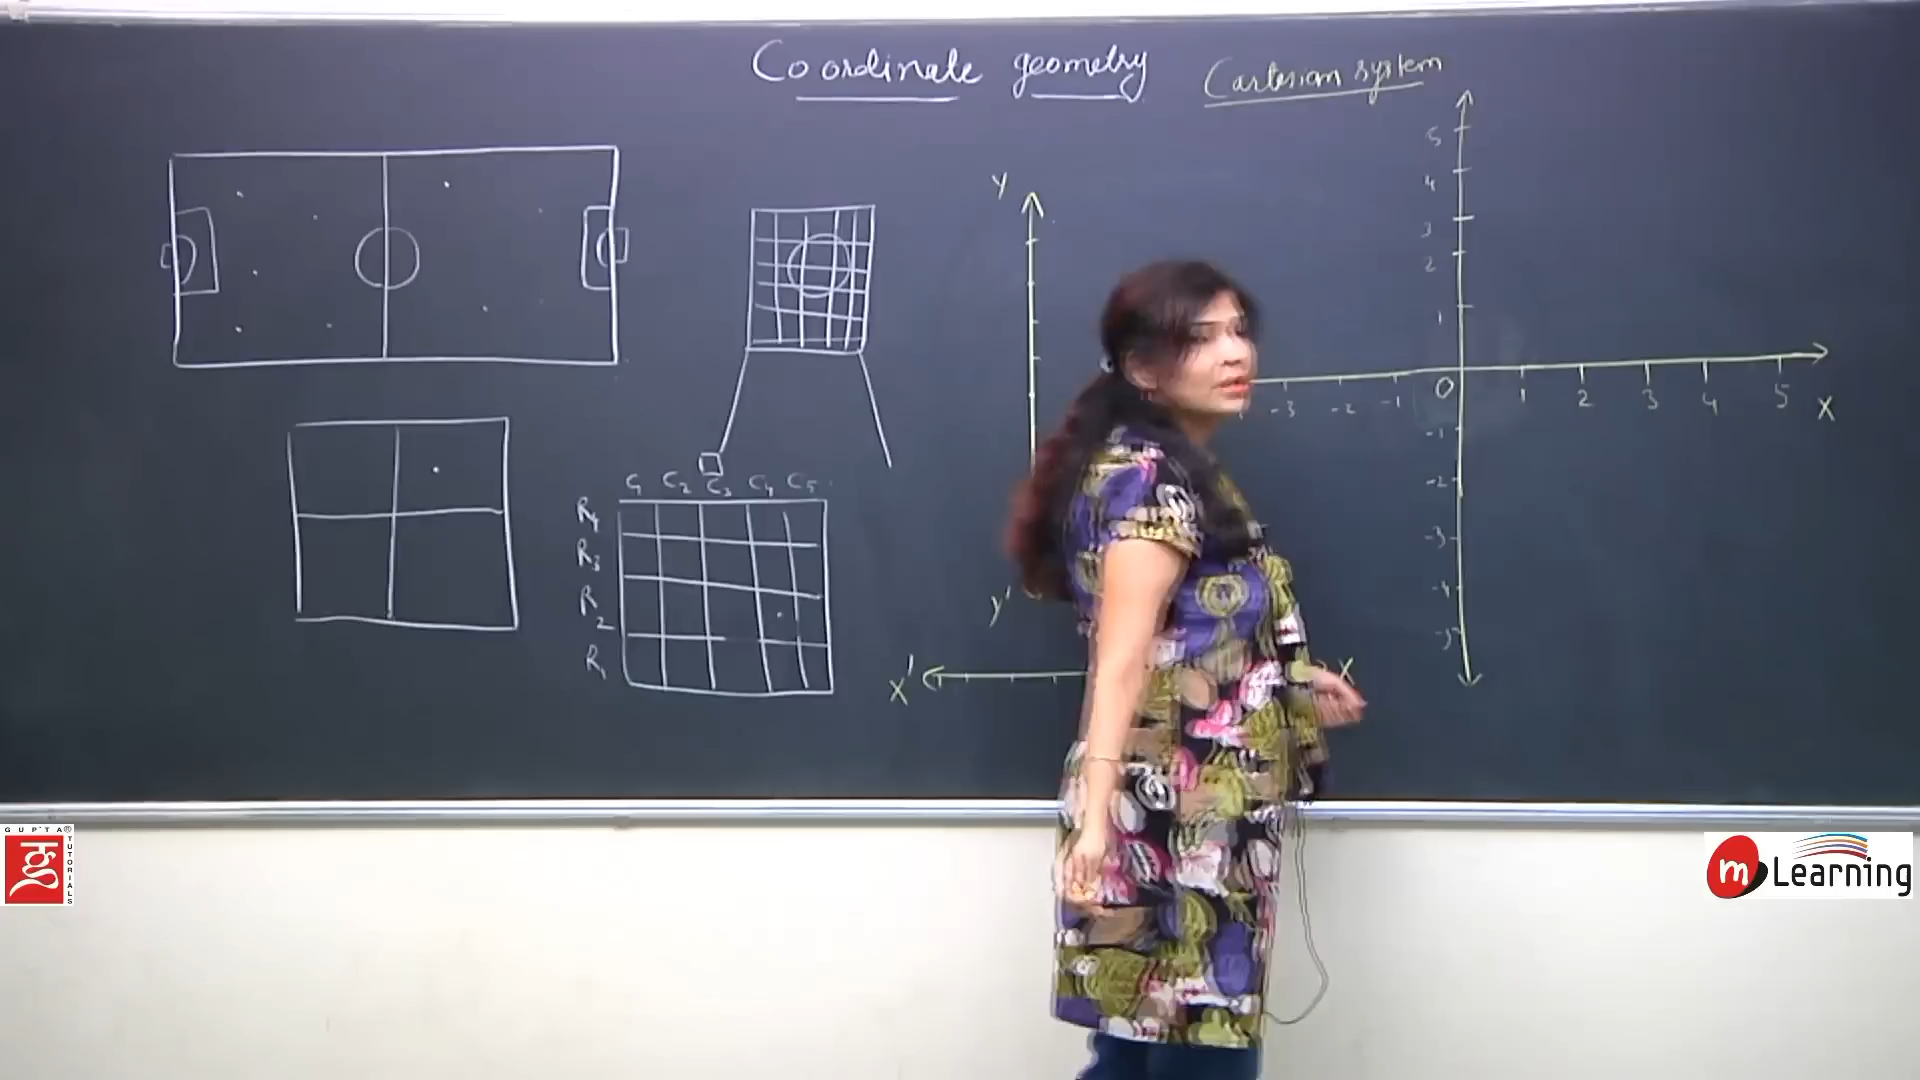 Coordinate geometry
Cartesian system
5
4
3
2
1
O
-3 -2 -1
1 2 3 4 5 X
-1
-2
-3
-4
-5
Y
Y'
X'
X
C1 C2 C3 C4 C5
R4
R3
R2
R1
GUPTA®
TUTORIALS
m Learning